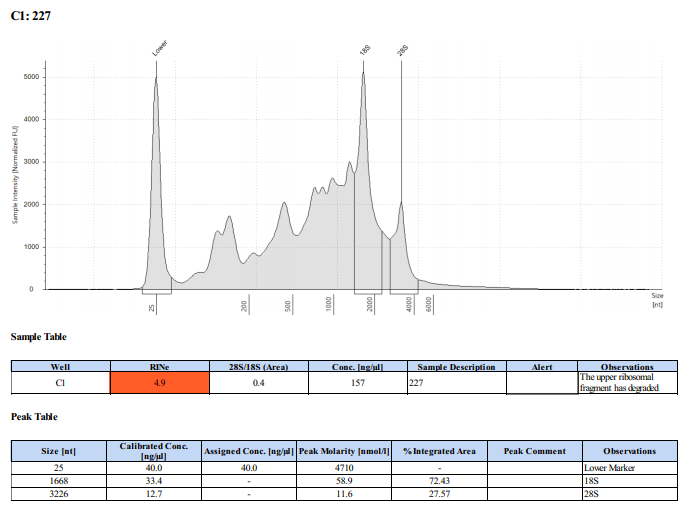 C1: 227
Lower
18S
28S
Sample Intensity [Normalized FU]
5000
4000
3000
2000
1000
0
25
200
500
1000
2000
4000
6000
Size
[nt]
Sample Table
Well RINe 28S/18S (Area) Conc. [ng/µl] Sample Description Alert Observations
C1 4.9 0.4 157 227 The upper ribosomal
fragment has degraded
Peak Table
Size [nt] Calibrated Conc. [ng/µl] Assigned Conc. [ng/µl] Peak Molarity [nmol/l] % Integrated Area Peak Comment Observations
25 40.0 40.0 4710 - Lower Marker
1668 33.4 - 58.9 72.43 18S
3226 12.7 - 11.6 27.57 28S